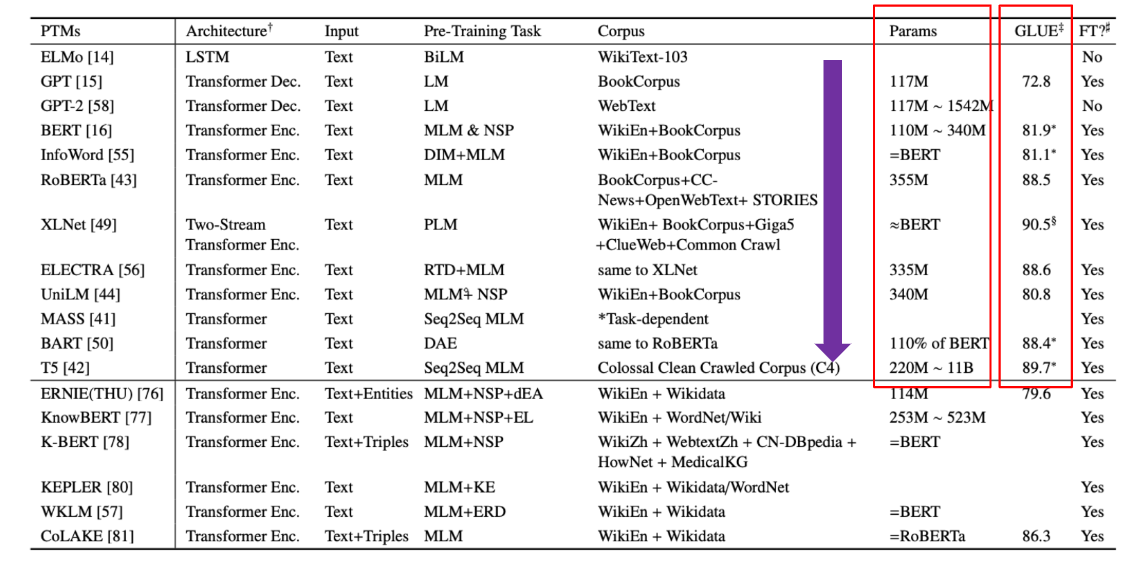 PTMs Architecture† Input Pre-Training Task Corpus Params GLUE‡ FT?♯
ELMo [14] LSTM Text BiLM WikiText-103 No
GPT [15] Transformer Dec. Text LM BookCorpus 117M 72.8 Yes
GPT-2 [58] Transformer Dec. Text LM WebText 117M ~ 1542M No
BERT [16] Transformer Enc. Text MLM & NSP WikiEn+BookCorpus 110M ~ 340M 81.9* Yes
InfoWord [55] Transformer Enc. Text DIM+MLM WikiEn+BookCorpus =BERT 81.1* Yes
RoBERTa [43] Transformer Enc. Text MLM BookCorpus+CC- 355M 88.5 Yes
News+OpenWebText+ STORIES
XLNet [49] Two-Stream Text PLM WikiEn+ BookCorpus+Giga5 ≈BERT 90.5§ Yes
Transformer Enc. +ClueWeb+Common Crawl
ELECTRA [56] Transformer Enc. Text RTD+MLM same to XLNet 335M 88.6 Yes
UniLM [44] Transformer Enc. Text MLM+ NSP WikiEn+BookCorpus 340M 80.8 Yes
MASS [41] Transformer Text Seq2Seq MLM *Task-dependent Yes
BART [50] Transformer Text DAE same to RoBERTa 110% of BERT 88.4* Yes
T5 [42] Transformer Text Seq2Seq MLM Colossal Clean Crawled Corpus (C4) 220M ~ 11B 89.7* Yes
ERNIE(THU) [76] Transformer Enc. Text+Entities MLM+NSP+dEA WikiEn + Wikidata 114M 79.6 Yes
KnowBERT [77] Transformer Enc. Text MLM+NSP+EL WikiEn + WordNet/Wiki 253M ~ 523M Yes
K-BERT [78] Transformer Enc. Text+Triples MLM+NSP WikiZh + WebtextZh + CN-DBpedia + =BERT Yes
HowNet + MedicalKG
KEPLER [80] Transformer Enc. Text MLM+KE WikiEn + Wikidata/WordNet Yes
WKLM [57] Transformer Enc. Text MLM+ERD WikiEn + Wikidata =BERT Yes
CoLAKE [81] Transformer Enc. Text+Triples MLM WikiEn + Wikidata =RoBERTa 86.3 Yes